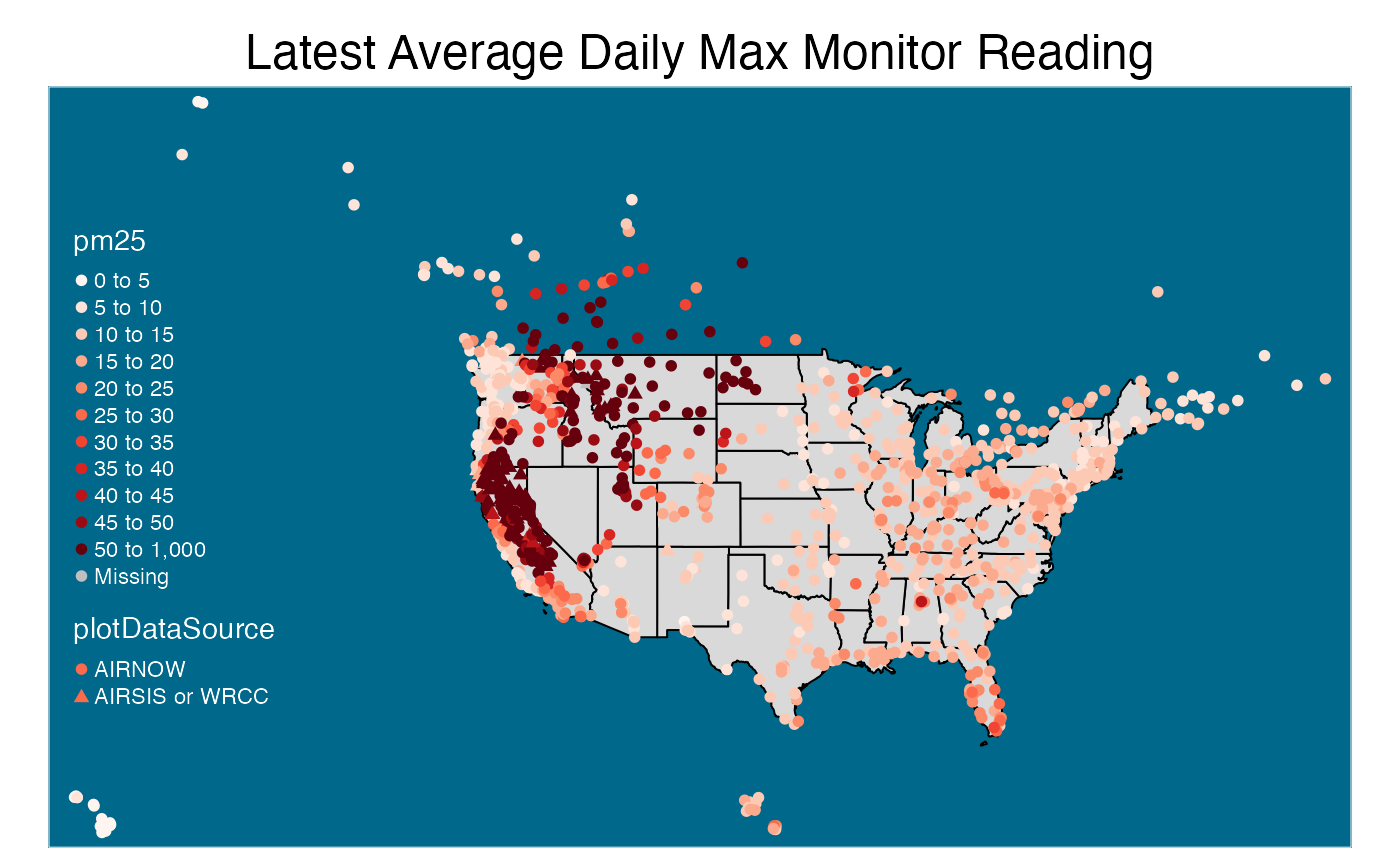 Latest Average Daily Max Monitor Reading
pm25
0 to 5
5 to 10
10 to 15
15 to 20
20 to 25
25 to 30
30 to 35
35 to 40
40 to 45
45 to 50
50 to 1,000
Missing
plotDataSource
AIRNOW
AIRSIS or WRCC